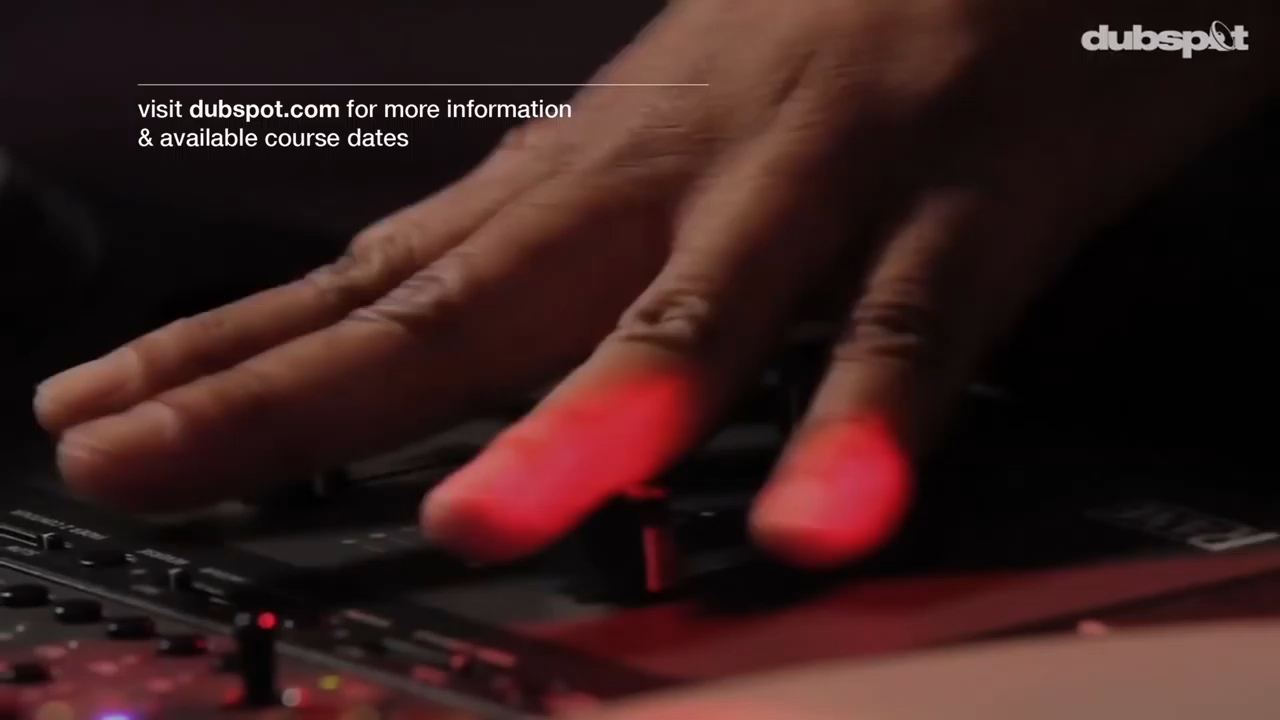 dubspot
visit dubspot.com for more information
& available course dates